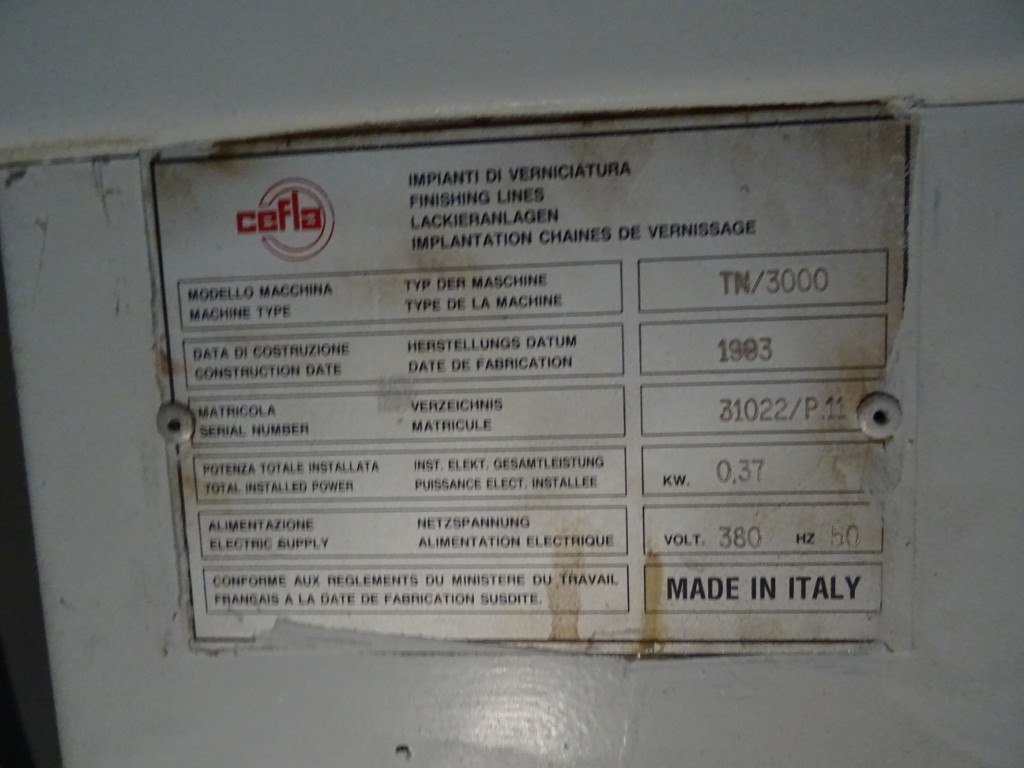 cefla
IMPIANTI DI VERNICIATURA
FINISHING LINES
LACKIERANLAGEN
IMPLANTATION CHAINES DE VERNISSAGE
MODELLO MACCHINA TYP DER MASCHINE TN/3000
MACHINE TYPE TYPE DE LA MACHINE
DATA DI COSTRUZIONE HERSTELLUNGS DATUM 1993
CONSTRUCTION DATE DATE DE FABRICATION
MATRICOLA VERZEICHNIS 31022/P.11
SERIAL NUMBER MATRICULE
POTENZA TOTALE INSTALLATA INST. ELEKT. GESAMTLEISTUNG KW. 0,37
TOTAL INSTALLED POWER PUISSANCE ELECT. INSTALLEE
ALIMENTAZIONE NETZSPANNUNG VOLT. 380 HZ 50
ELECTRIC SUPPLY ALIMENTATION ELECTRIQUE
CONFORME AUX REGLEMENTS DU MINISTERE DU TRAVAIL
FRANCAIS A LA DATE DE FABRICATION SUSDITE.
MADE IN ITALY